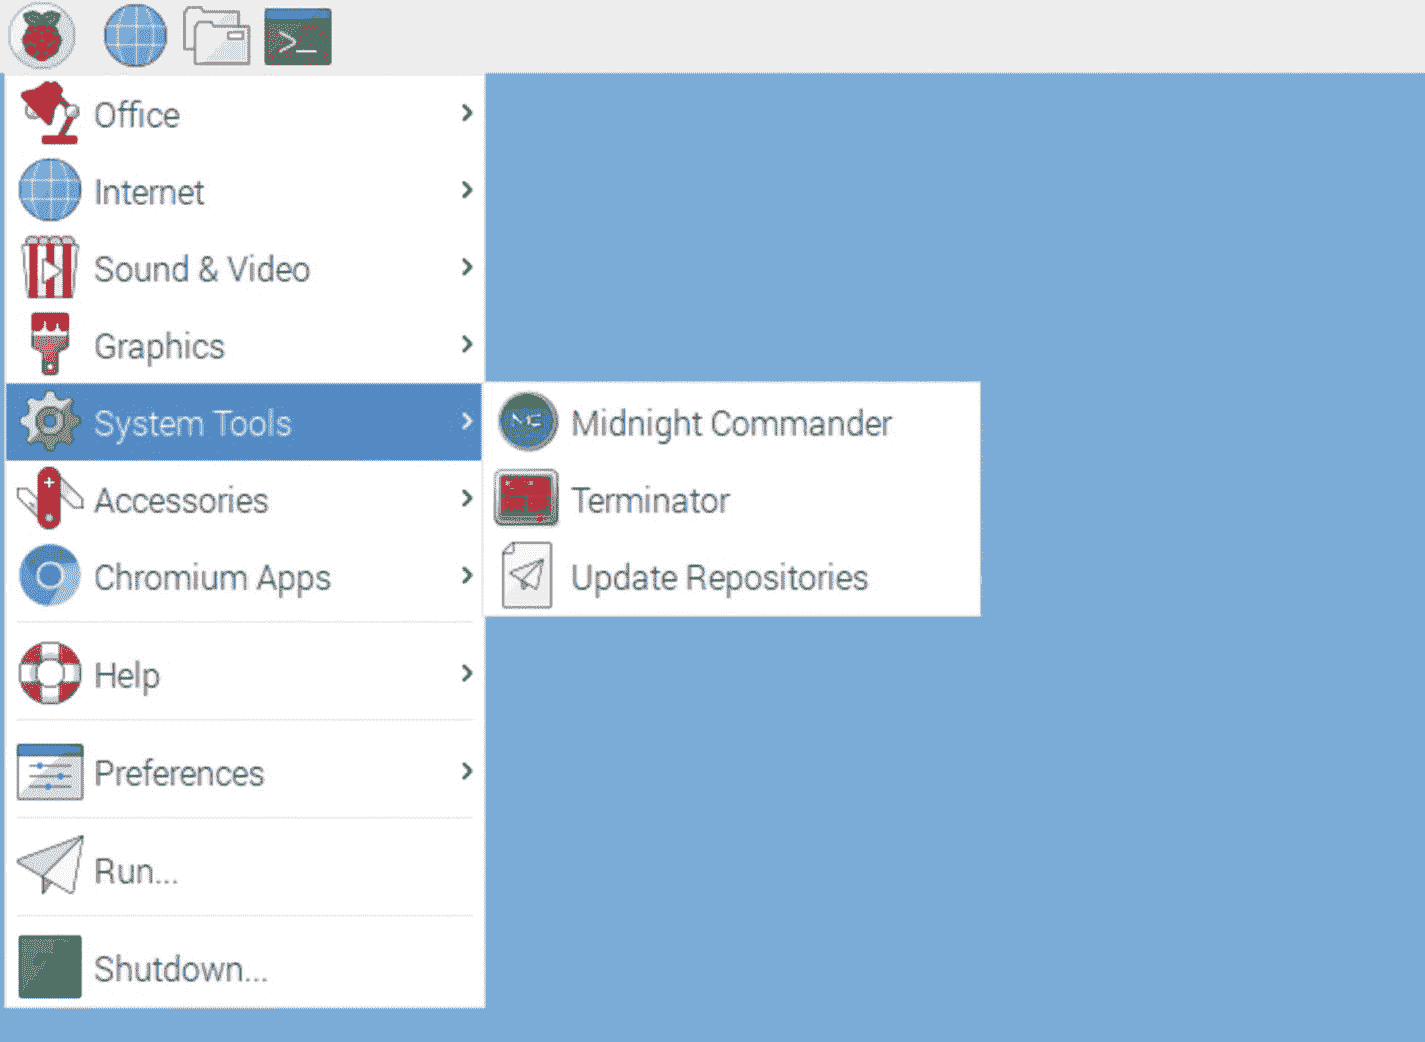 >_
Office
Internet
Sound & Video
Graphics
System Tools
Midnight Commander
Accessories
Terminator
Chromium Apps
Update Repositories
Help
Preferences
Run...
Shutdown...